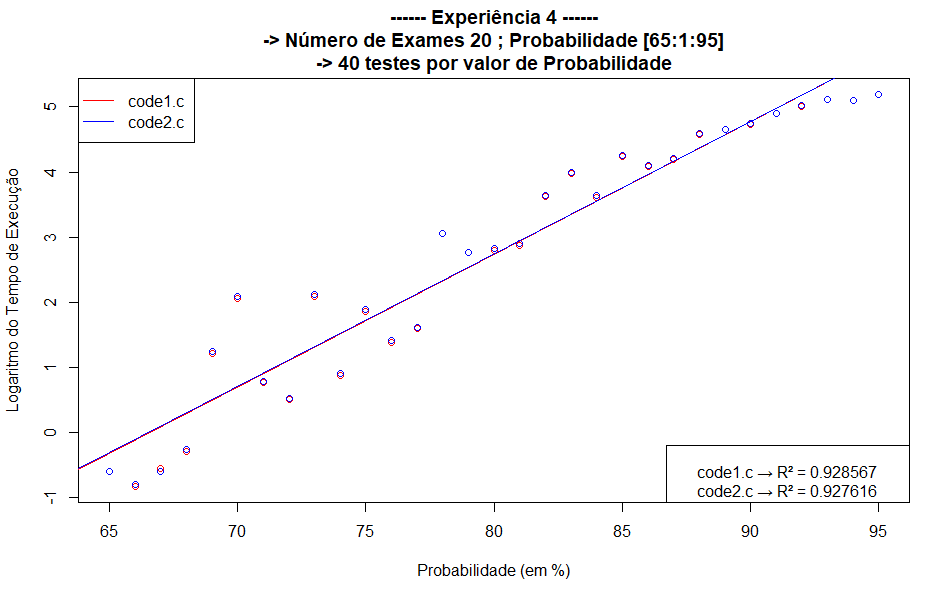 ------ Experiência 4 ------
-> Número de Exames 20 ; Probabilidade [65:1:95]
-> 40 testes por valor de Probabilidade
code1.c
code2.c
Logaritmo do Tempo de Execução
5
4
3
2
1
0
-1
code1.c → R² = 0.928567
code2.c → R² = 0.927616
65 70 75 80 85 90 95
Probabilidade (em %)